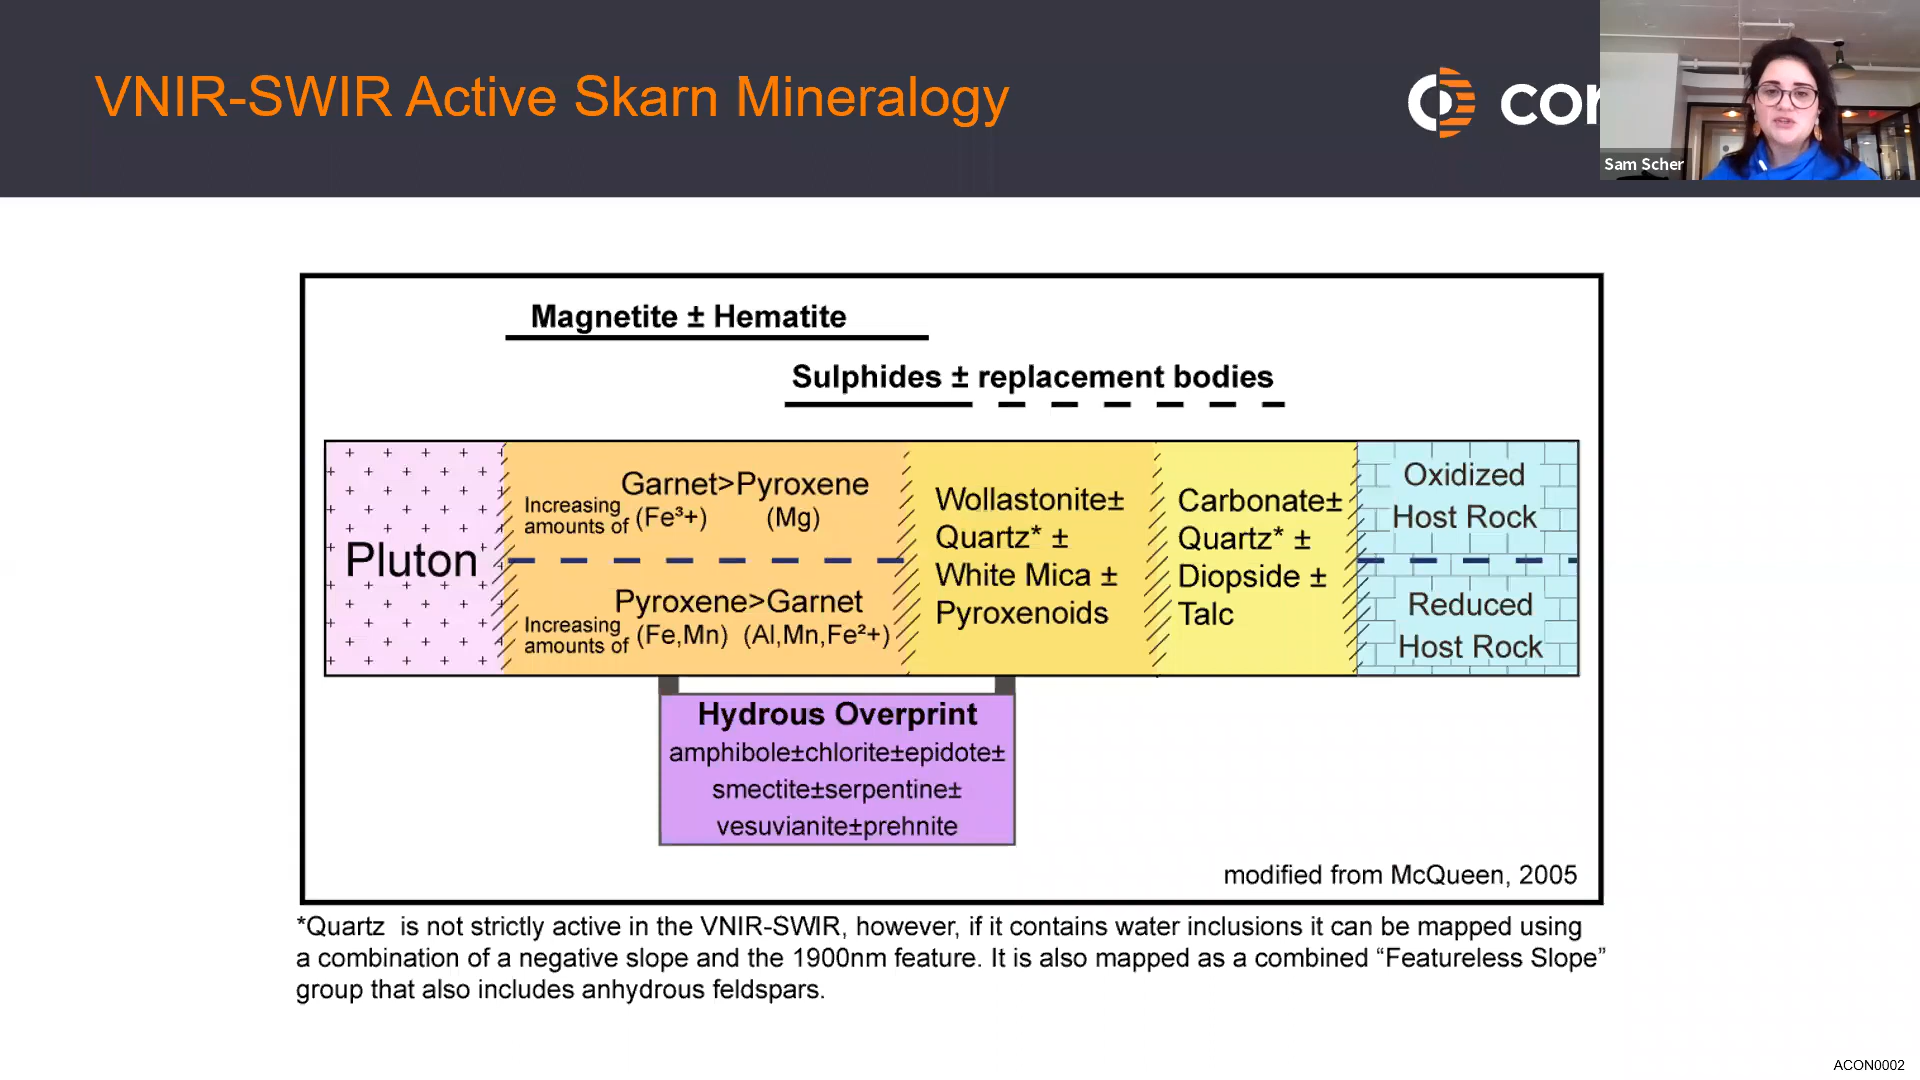 VNIR-SWIR Active Skarn Mineralogy
cor
Sam Scher
Magnetite ± Hematite
Sulphides ± replacement bodies
Pluton
Garnet>Pyroxene
Increasing
amounts of (Fe³+) (Mg)
Pyroxene>Garnet
Increasing
amounts of (Fe,Mn) (Al,Mn,Fe²+)
Wollastonite±
Quartz* ±
White Mica ±
Pyroxenoids
Carbonate±
Quartz* ±
Diopside ±
Talc
Oxidized
Host Rock
Reduced
Host Rock
Hydrous Overprint
amphibole±chlorite±epidote±
smectite±serpentine±
vesuvianite±prehnite
modified from McQueen, 2005
*Quartz is not strictly active in the VNIR-SWIR, however, if it contains water inclusions it can be mapped using
a combination of a negative slope and the 1900nm feature. It is also mapped as a combined “Featureless Slope”
group that also includes anhydrous feldspars.
ACON0002